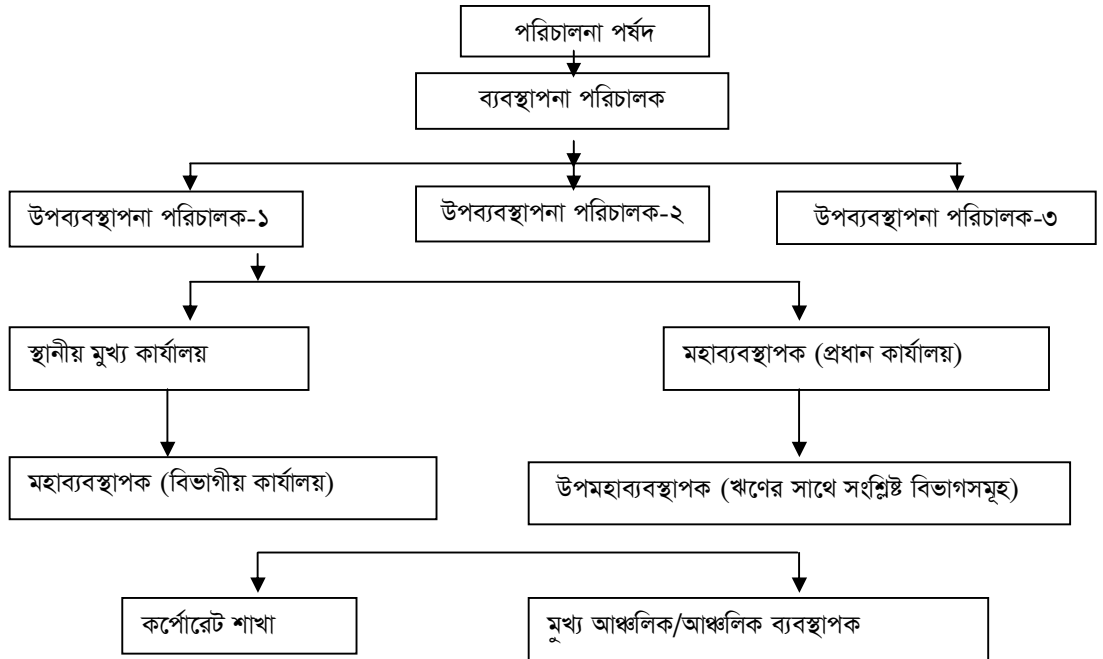 পরিচালনা পর্ষদ
ব্যবস্থাপনা পরিচালক
উপব্যবস্থাপনা পরিচালক-১
উপব্যবস্থাপনা পরিচালক-২
উপব্যবস্থাপনা পরিচালক-৩
স্থানীয় মুখ্য কার্যালয়
মহাব্যবস্থাপক (প্রধান কার্যালয়)
মহাব্যবস্থাপক (বিভাগীয় কার্যালয়)
উপমহাব্যবস্থাপক (ঋণের সাথে সংশ্লিষ্ট বিভাগসমূহ)
কর্পোরেট শাখা
মুখ্য আঞ্চলিক/আঞ্চলিক ব্যবস্থাপক